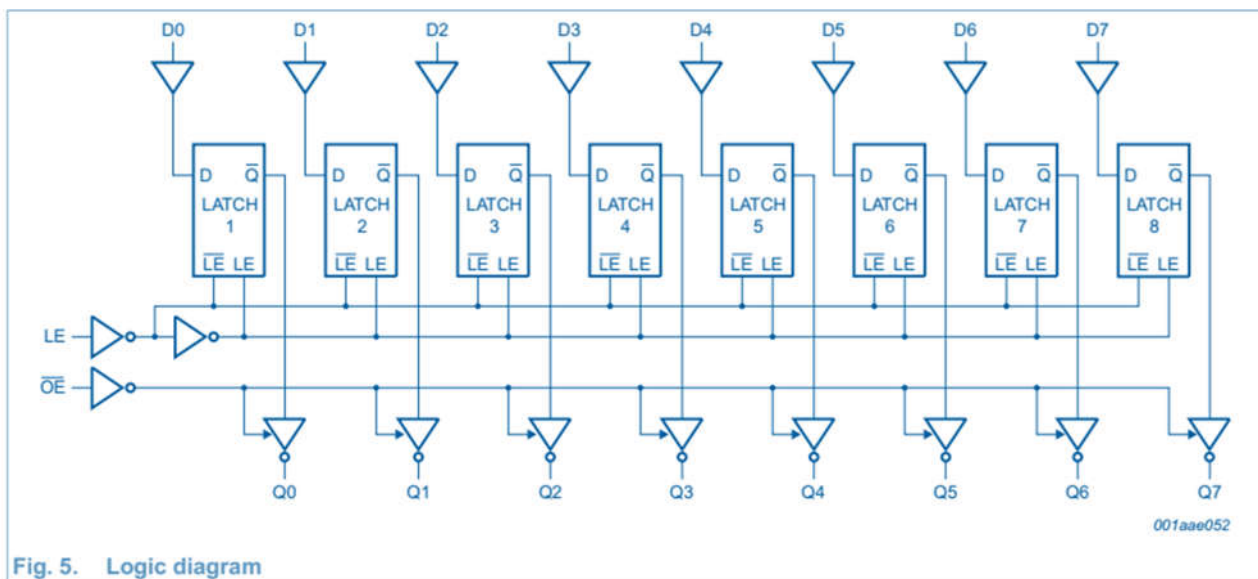 D0 D1 D2 D3 D4 D5 D6 D7
D Q̅ D Q̅ D Q̅ D Q̅ D Q̅ D Q̅ D Q̅ D Q̅
LATCH LATCH LATCH LATCH LATCH LATCH LATCH LATCH
1 2 3 4 5 6 7 8
L̅E̅ LE L̅E̅ LE L̅E̅ LE L̅E̅ LE L̅E̅ LE L̅E̅ LE L̅E̅ LE L̅E̅ LE
LE
O̅E̅
Q0 Q1 Q2 Q3 Q4 Q5 Q6 Q7
001aae052
Fig. 5. Logic diagram